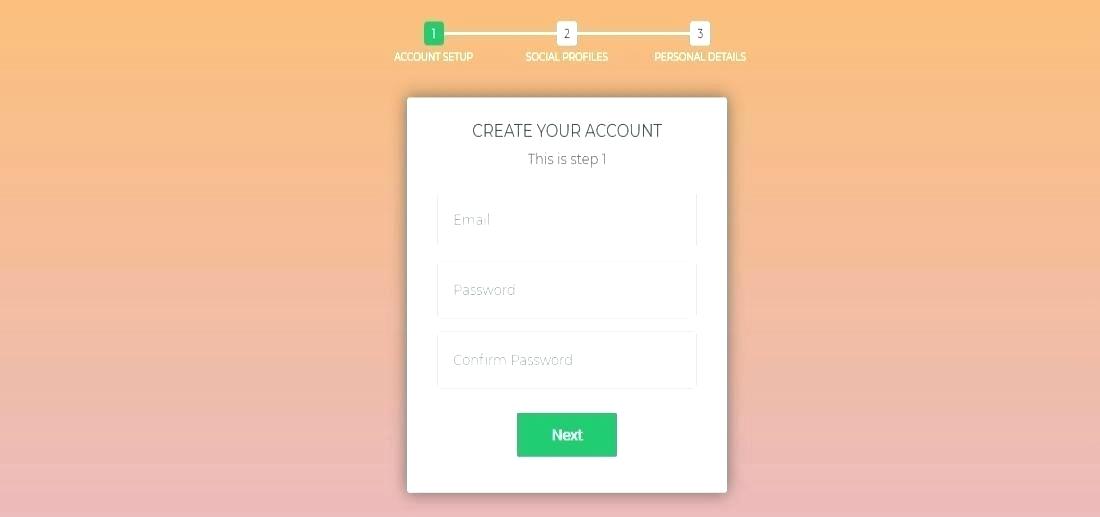 1 2 3
ACCOUNT SETUP SOCIAL PROFILES PERSONAL DETAILS
CREATE YOUR ACCOUNT
This is step 1
Email
Password
Confirm Password
Next